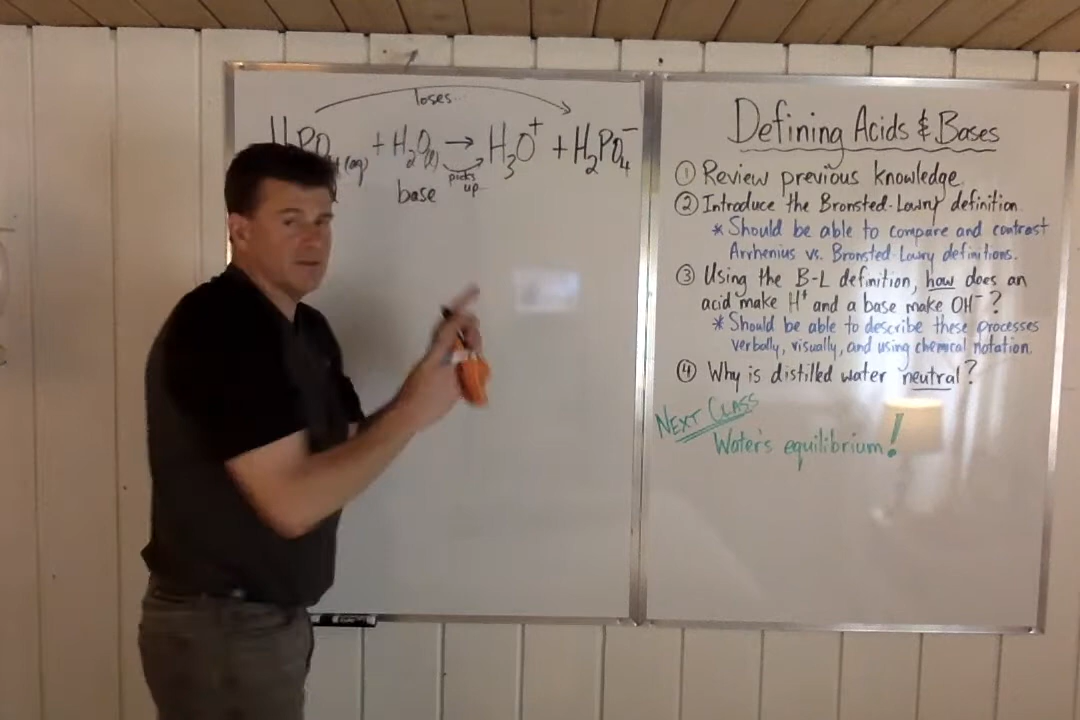 loses...
H PO4(aq) + H2O(l) → H3O+ + H2PO4−
base
picks
up...
Defining Acids & Bases
① Review previous knowledge.
② Introduce the Bronsted-Lowry definition.
* Should be able to compare and contrast
Arrhenius vs. Bronsted-Lowry definitions.
③ Using the B-L definition, how does an
acid make H+ and a base make OH−?
* Should be able to describe these processes
verbally, visually, and using chemical notation.
④ Why is distilled water neutral?
NEXT CLASS
Water's equilibrium!